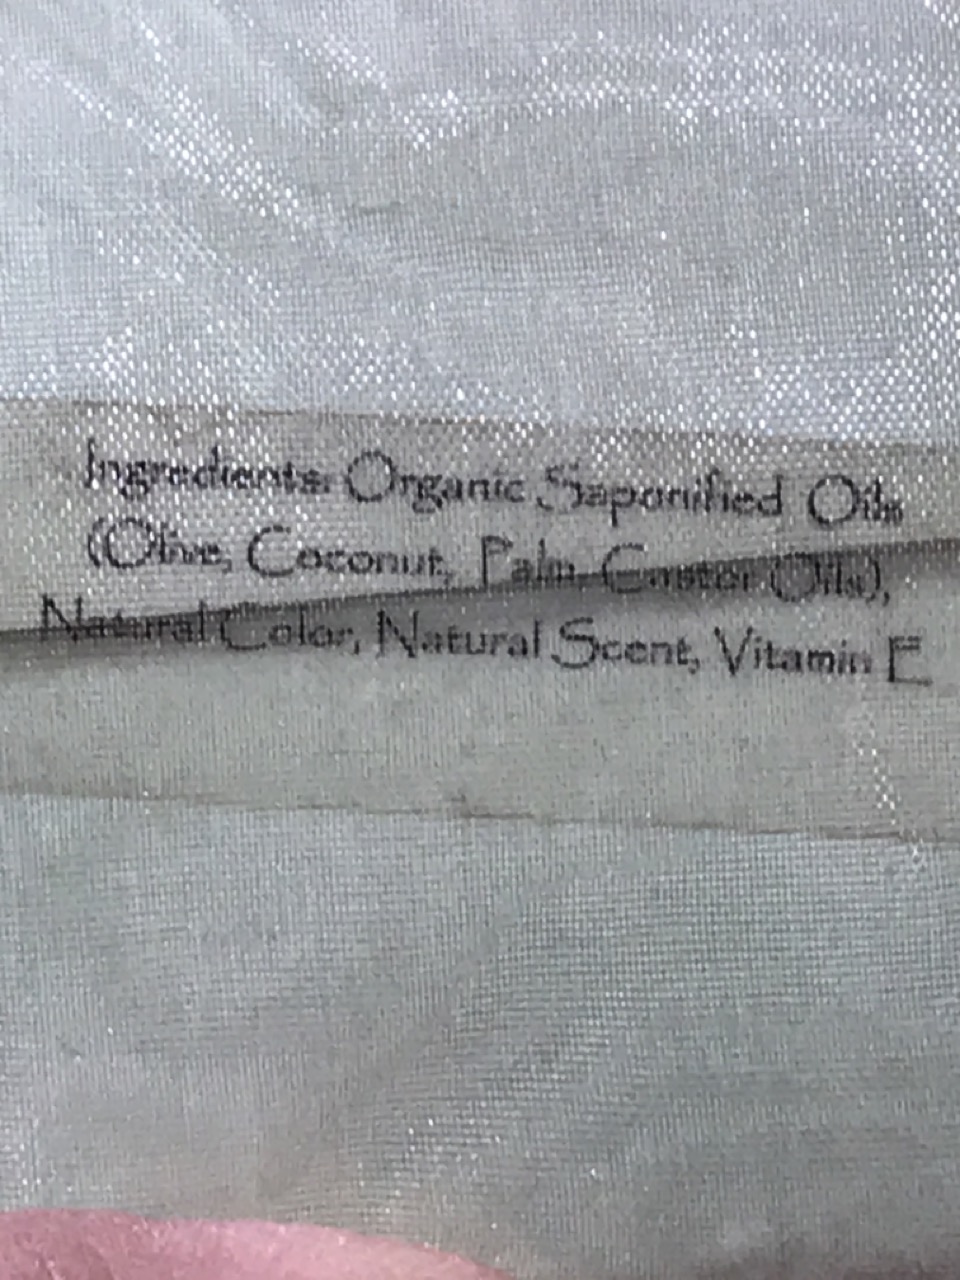 Ingredients: Organic Saponified Oils
(Olive, Coconut, Palm, Castor Oils),
Natural Color, Natural Scent, Vitamin E